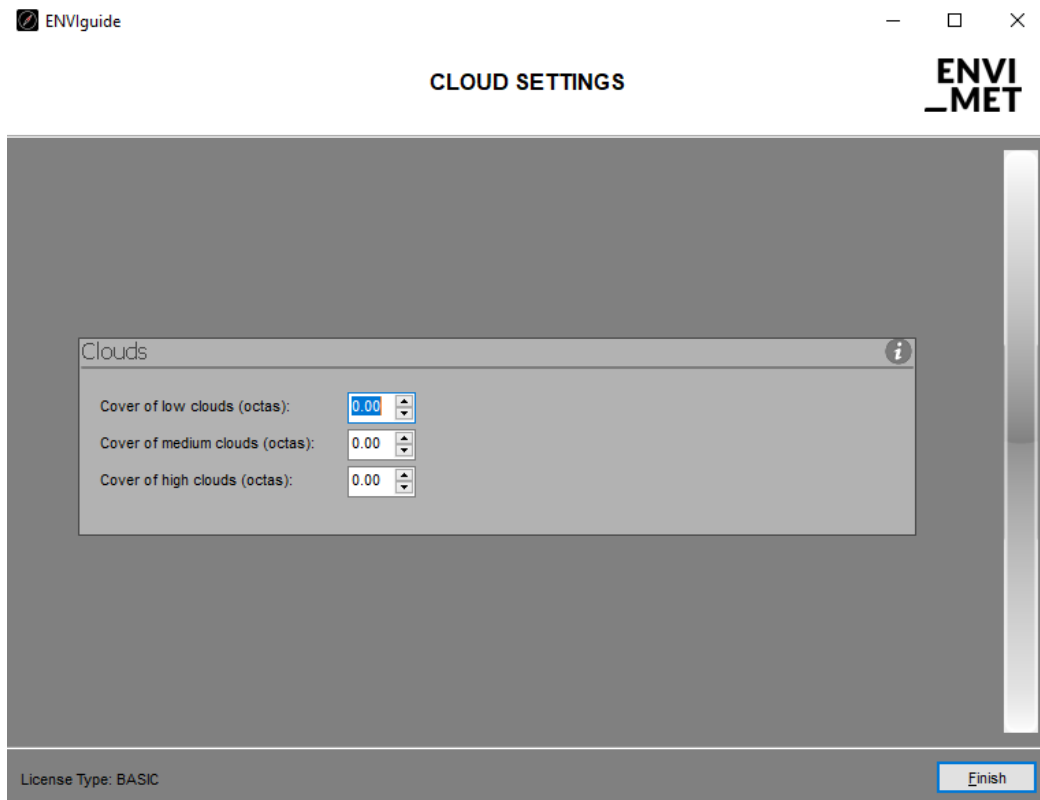 ENVIguide
CLOUD SETTINGS
ENVI
_MET
Clouds
i
Cover of low clouds (octas): 0.00
Cover of medium clouds (octas): 0.00
Cover of high clouds (octas): 0.00
License Type: BASIC
Finish